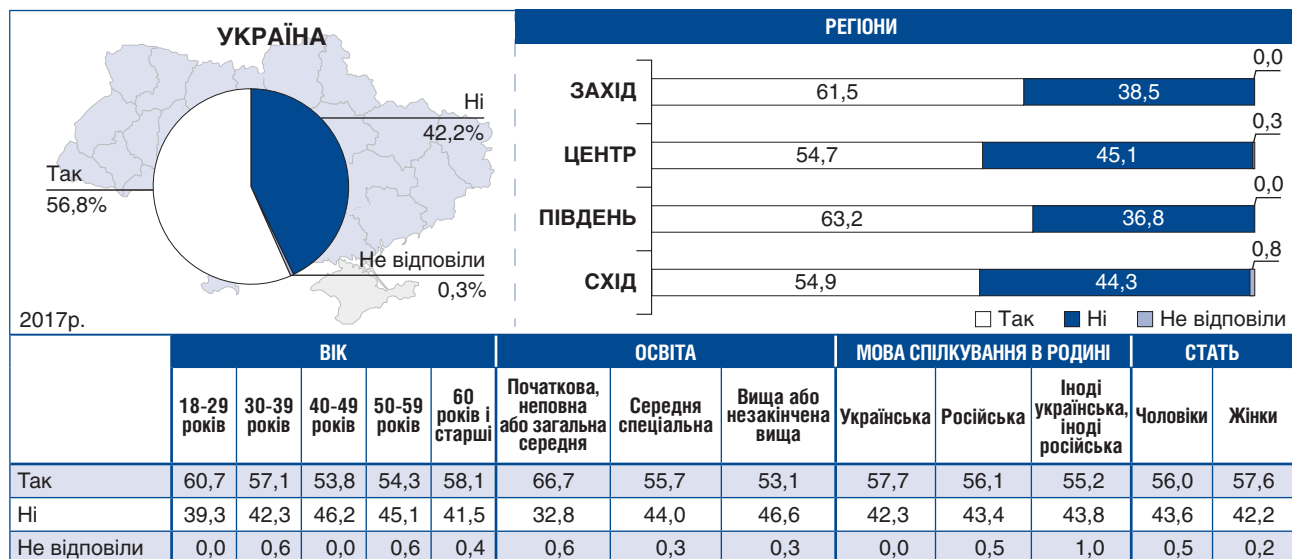 УКРАЇНА
Ні
42,2%
Так
56,8%
Не відповіли
0,3%
2017р.
РЕГІОНИ
0,0
ЗАХІД 61,5 38,5
0,3
ЦЕНТР 54,7 45,1
0,0
ПІВДЕНЬ 63,2 36,8
0,8
СХІД 54,9 44,3
Так Ні Не відповіли
ВІК ОСВІТА МОВА СПІЛКУВАННЯ В РОДИНІ СТАТЬ
18-29 років
30-39 років
40-49 років
50-59 років
60 років і старші
Початкова, неповна або загальна середня
Середня спеціальна
Вища або незакінчена вища
Українська
Російська
Іноді українська, іноді російська
Чоловіки
Жінки
Так 60,7 57,1 53,8 54,3 58,1 66,7 55,7 53,1 57,7 56,1 55,2 56,0 57,6
Ні 39,3 42,3 46,2 45,1 41,5 32,8 44,0 46,6 42,3 43,4 43,8 43,6 42,2
Не відповіли 0,0 0,6 0,0 0,6 0,4 0,6 0,3 0,3 0,0 0,5 1,0 0,5 0,2